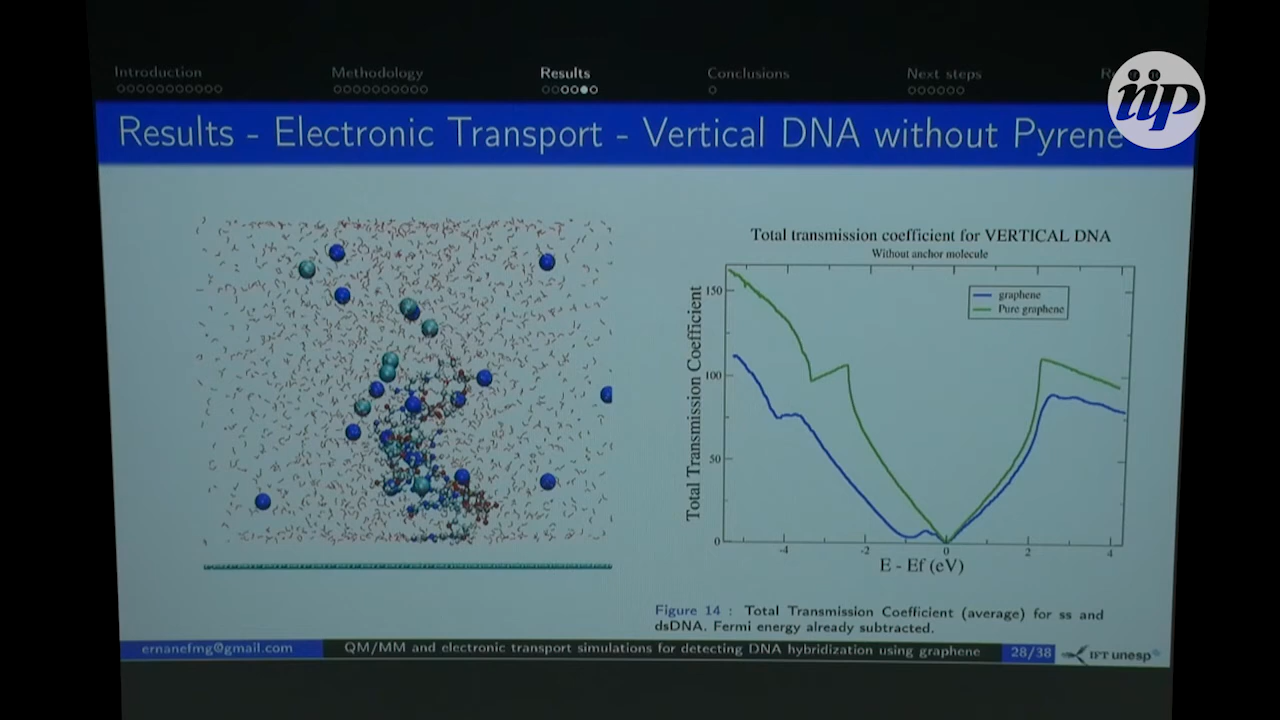 Introduction
Methodology
Results
Conclusions
Next steps
iip
Results - Electronic Transport - Vertical DNA without Pyrene
Total transmission coefficient for VERTICAL DNA
Without anchor molecule
graphene
Pure graphene
Total Transmission Coefficient
150
100
50
0
-4
-2
0
2
4
E - Ef (eV)
Figure 14 : Total Transmission Coefficient (average) for ss and
dsDNA. Fermi energy already subtracted.
ernanefmg@gmail.com
QM/MM and electronic transport simulations for detecting DNA hybridization using graphene
28/38
IFT unesp